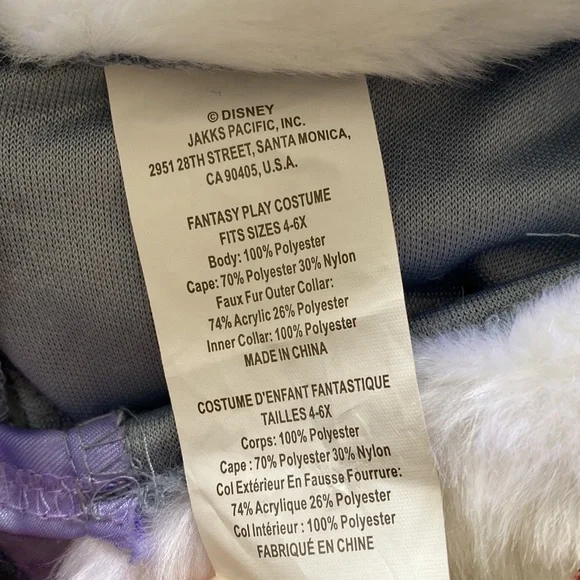 © DISNEY
JAKKS PACIFIC, INC.
2951 28TH STREET, SANTA MONICA,
CA 90405, U.S.A.
FANTASY PLAY COSTUME
FITS SIZES 4-6X
Body: 100% Polyester
Cape: 70% Polyester 30% Nylon
Faux Fur Outer Collar:
74% Acrylic 26% Polyester
Inner Collar: 100% Polyester
MADE IN CHINA
COSTUME D'ENFANT FANTASTIQUE
TAILLES 4-6X
Corps: 100% Polyester
Cape : 70% Polyester 30% Nylon
Col Extérieur En Fausse Fourrure:
74% Acrylique 26% Polyester
Col Intérieur : 100% Polyester
FABRIQUÉ EN CHINE